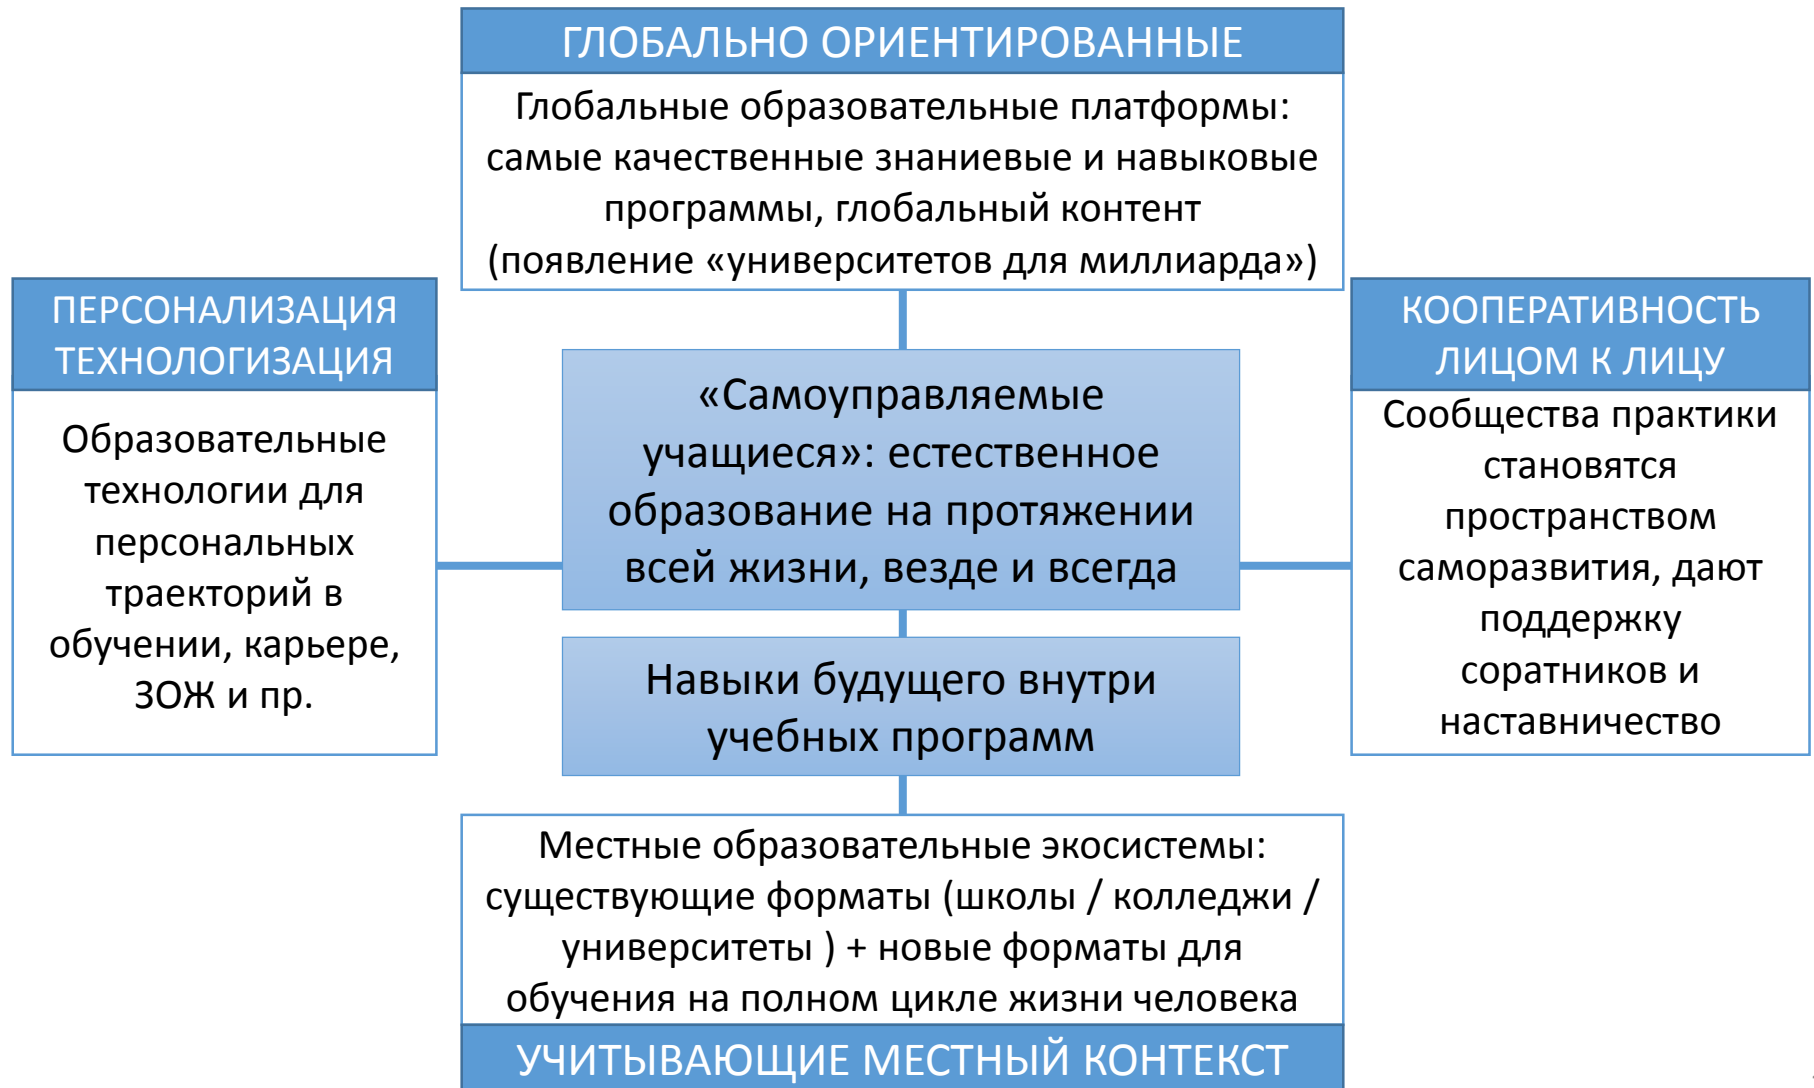 ГЛОБАЛЬНО ОРИЕНТИРОВАННЫЕ
Глобальные образовательные платформы:
самые качественные знаниевые и навыковые
программы, глобальный контент
(появление «университетов для миллиарда»)
ПЕРСОНАЛИЗАЦИЯ
ТЕХНОЛОГИЗАЦИЯ
Образовательные
технологии для
персональных
траекторий в
обучении, карьере,
ЗОЖ и пр.
«Самоуправляемые
учащиеся»: естественное
образование на протяжении
всей жизни, везде и всегда
Навыки будущего внутри
учебных программ
КООПЕРАТИВНОСТЬ
ЛИЦОМ К ЛИЦУ
Сообщества практики
становятся
пространством
саморазвития, дают
поддержку
соратников и
наставничество
Местные образовательные экосистемы:
существующие форматы (школы / колледжи /
университеты ) + новые форматы для
обучения на полном цикле жизни человека
УЧИТЫВАЮЩИЕ МЕСТНЫЙ КОНТЕКСТ